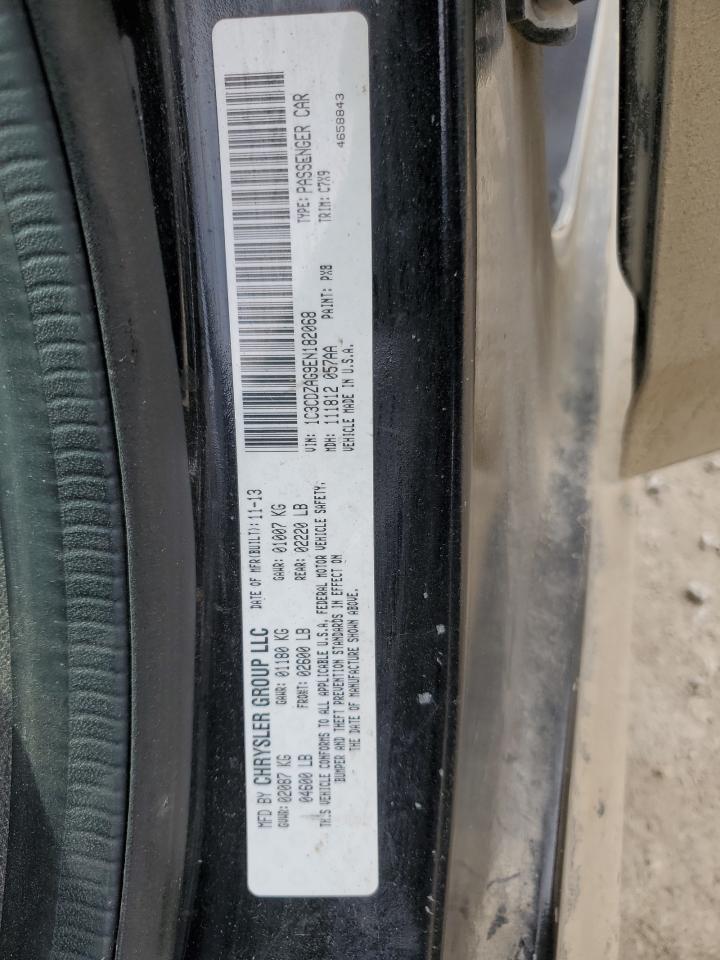 MFD BY CHRYSLER GROUP LLC DATE OF MFR(BUILT): 11-13
GVWR: 02087 KG GAWR: 01180 KG GAWR: 01007 KG
04600 LB FRONT: 02600 LB REAR: 02220 LB
THIS VEHICLE CONFORMS TO ALL APPLICABLE U.S.A. FEDERAL MOTOR VEHICLE SAFETY,
BUMPER AND THEFT PREVENTION STANDARDS IN EFFECT ON
THE DATE OF MANUFACTURE SHOWN ABOVE.
VIN: 1C3CDZAG9EN182068 TYPE: PASSENGER CAR
MDH: 111812 057AA PAINT: PX8 TRIM: C7X9
VEHICLE MADE IN U.S.A. 4658843